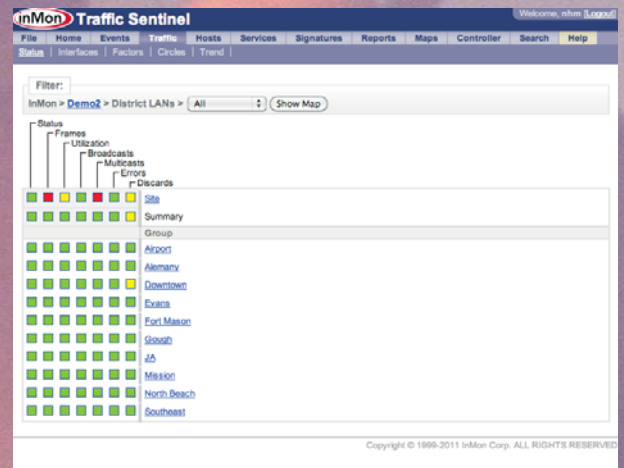 inMon Traffic Sentinel
Welcome, nhm [Logout]
File Home Events Traffic Hosts Services Signatures Reports Maps Controller Search Help
Status | Interfaces | Factors | Circles | Trend |
Filter:
InMon > Demo2 > District LANs > All Show Map
Status
Frames
Utilization
Broadcasts
Multicasts
Errors
Discards
Site
Summary
Group
Airport
Alemany
Downtown
Evans
Fort Mason
Gough
JA
Mission
North Beach
Southeast
Copyright © 1999-2011 InMon Corp. ALL RIGHTS RESERVED